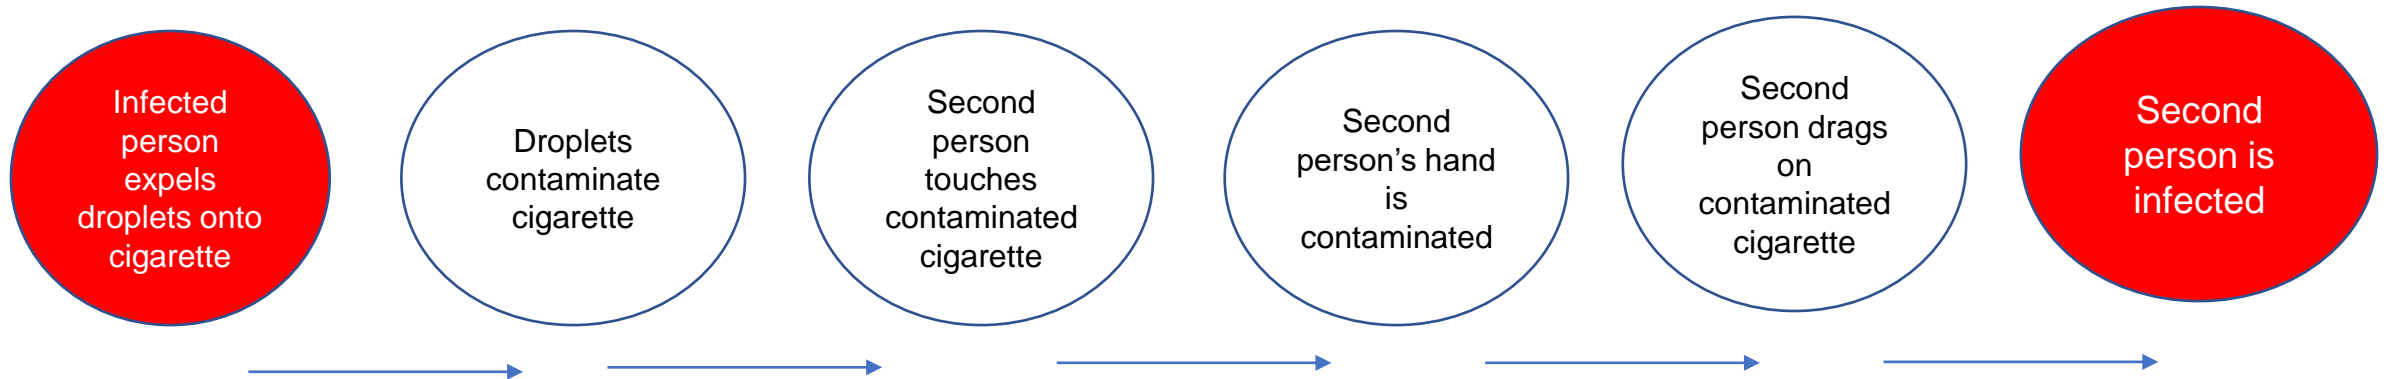 Infected
person
expels
droplets onto
cigarette
Droplets
contaminate
cigarette
Second
person
touches
contaminated
cigarette
Second
person’s hand
is
contaminated
Second
person drags
on
contaminated
cigarette
Second
person is
infected